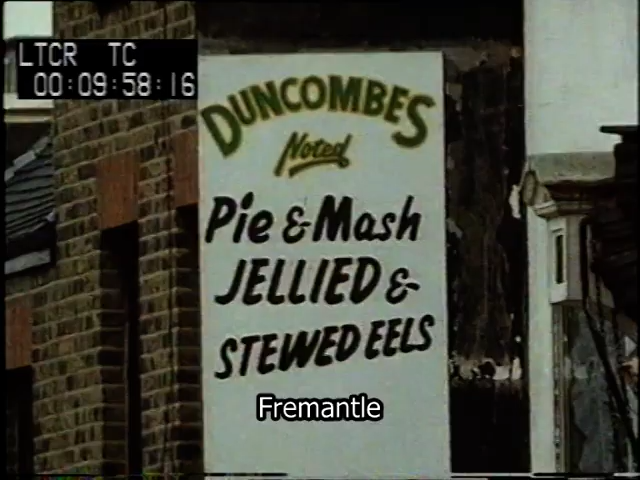 LTCR TC
00:09:58:16
DUNCOMBES
Noted
Pie & Mash
JELLIED &
STEWED EELS
Fremantle